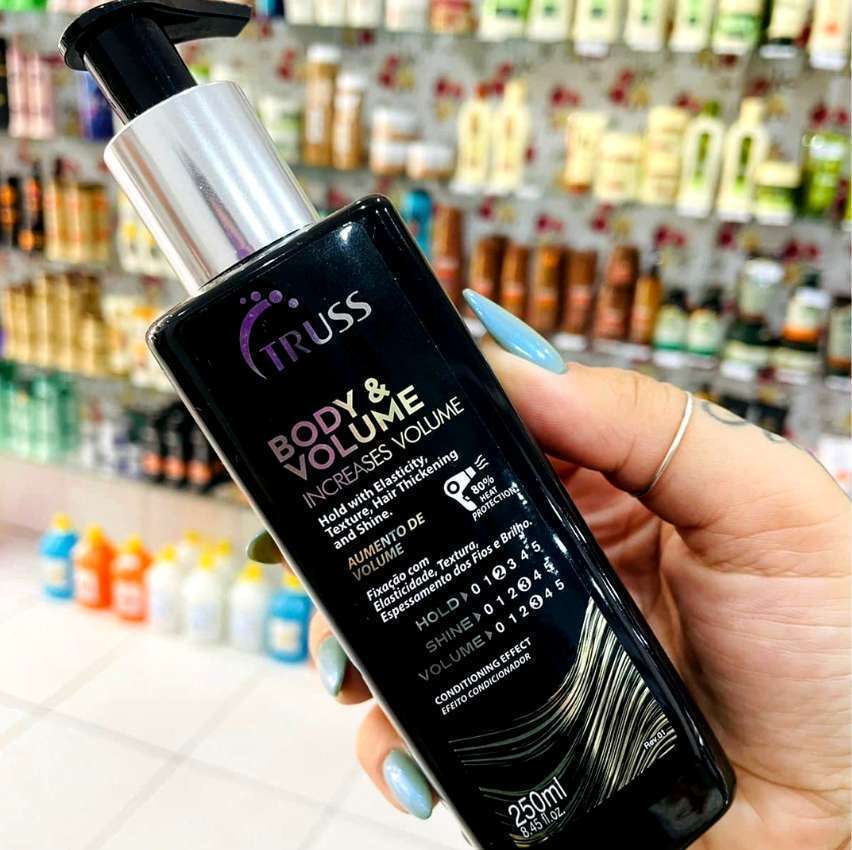 TRUSS
BODY &
VOLUME
INCREASES VOLUME
Hold with Elasticity,
Texture, Hair Thickening
and Shine.
80%
HEAT
PROTECTION
AUMENTO DE
VOLUME
Fixação com
Elasticidade, Textura,
Espessamento dos Fios e Brilho.
HOLD 0 1 2 3 4 5
SHINE 0 1 2 3 4 5
VOLUME 0 1 2 3 4 5
CONDITIONING EFFECT
EFEITO CONDICIONADOR
Rev 01
250ml
8.45 fl.oz.